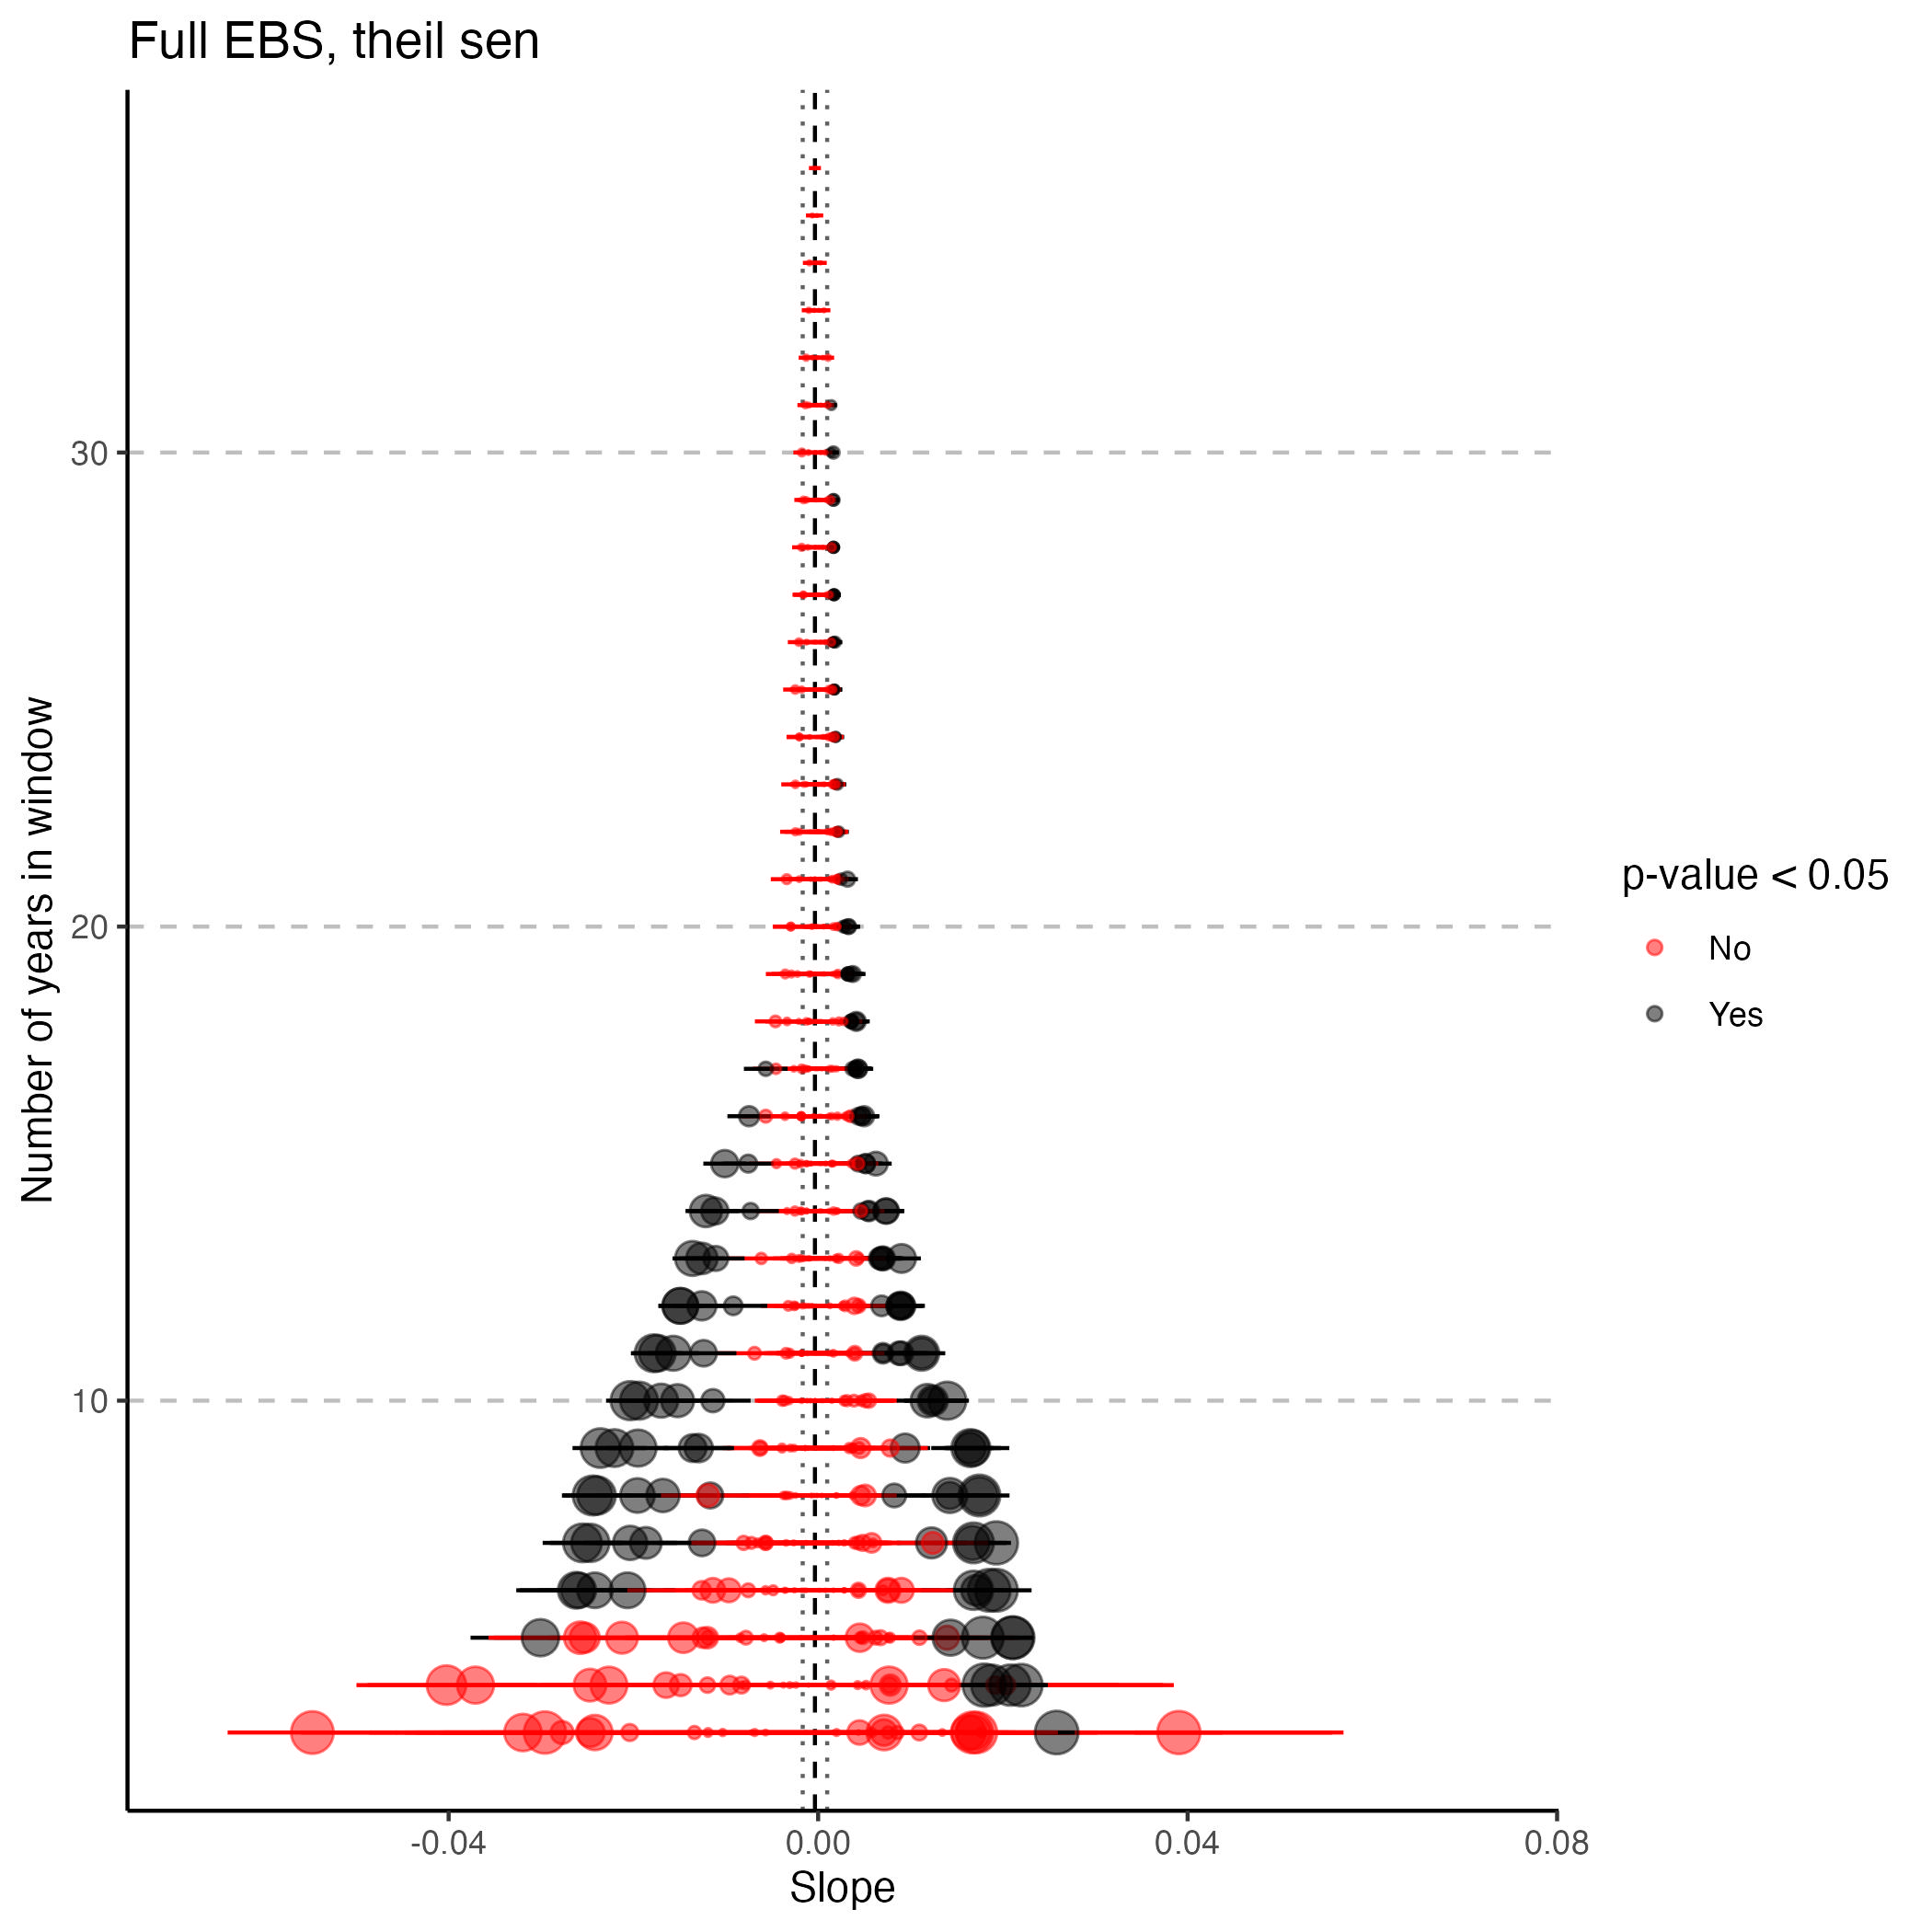 Full EBS, theil sen
Number of years in window
30
20
10
-0.04
0.00
0.04
0.08
Slope
p-value < 0.05
No
Yes